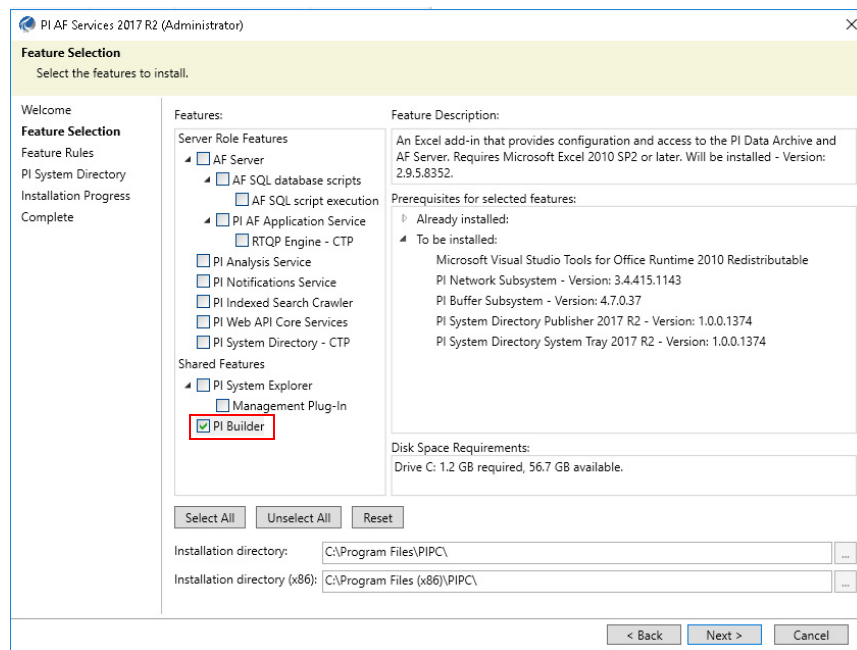 PI AF Services 2017 R2 (Administrator)
Feature Selection
Select the features to install.
Welcome
Feature Selection
Feature Rules
PI System Directory
Installation Progress
Complete
Features:
Server Role Features
AF Server
AF SQL database scripts
AF SQL script execution
PI AF Application Service
RTQP Engine - CTP
PI Analysis Service
PI Notifications Service
PI Indexed Search Crawler
PI Web API Core Services
PI System Directory - CTP
Shared Features
PI System Explorer
Management Plug-In
PI Builder
Feature Description:
An Excel add-in that provides configuration and access to the PI Data Archive and
AF Server. Requires Microsoft Excel 2010 SP2 or later. Will be installed - Version:
2.9.5.8352.
Prerequisites for selected features:
Already installed:
To be installed:
Microsoft Visual Studio Tools for Office Runtime 2010 Redistributable
PI Network Subsystem - Version: 3.4.415.1143
PI Buffer Subsystem - Version: 4.7.0.37
PI System Directory Publisher 2017 R2 - Version: 1.0.0.1374
PI System Directory System Tray 2017 R2 - Version: 1.0.0.1374
Disk Space Requirements:
Drive C: 1.2 GB required, 56.7 GB available.
Select All
Unselect All
Reset
Installation directory:
C:\Program Files\PIPC\
...
Installation directory (x86):
C:\Program Files (x86)\PIPC\
...
< Back
Next >
Cancel